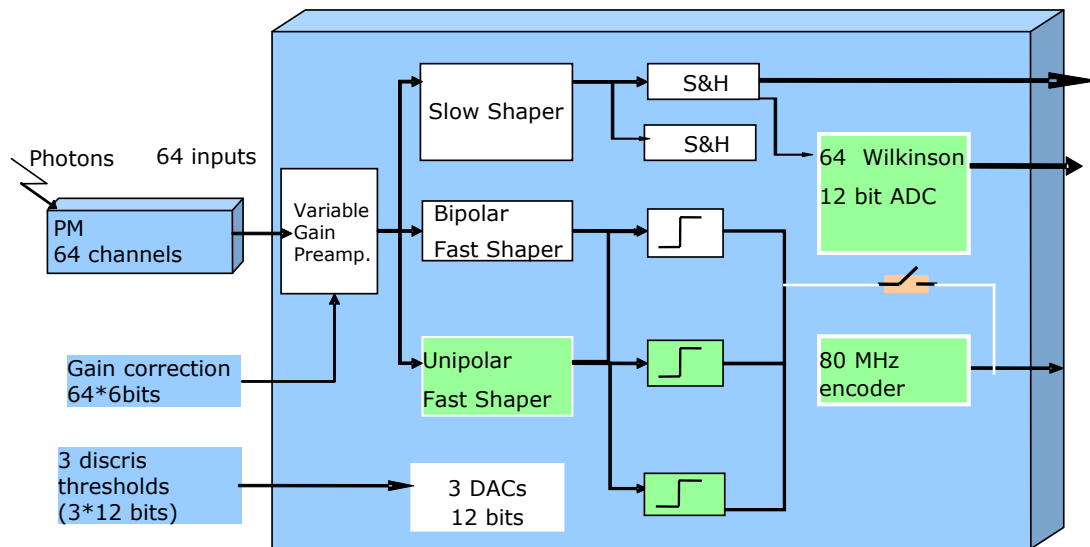 Photons
64 inputs
PM
64 channels
Gain correction
64*6bits
3 discris
thresholds
(3*12 bits)
Variable
Gain
Preamp.
Slow Shaper
Bipolar
Fast Shaper
Unipolar
Fast Shaper
3 DACs
12 bits
S&H
S&H
64 Wilkinson
12 bit ADC
80 MHz
encoder